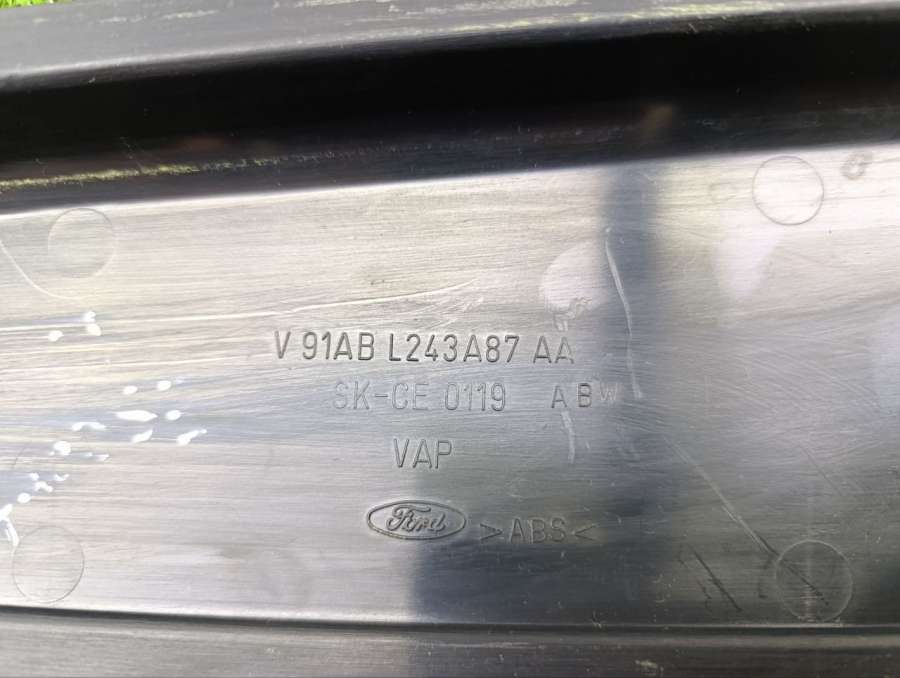 V 91AB L243A87 AA
SK-CE 0119 ABW
VAP
Ford >ABS<